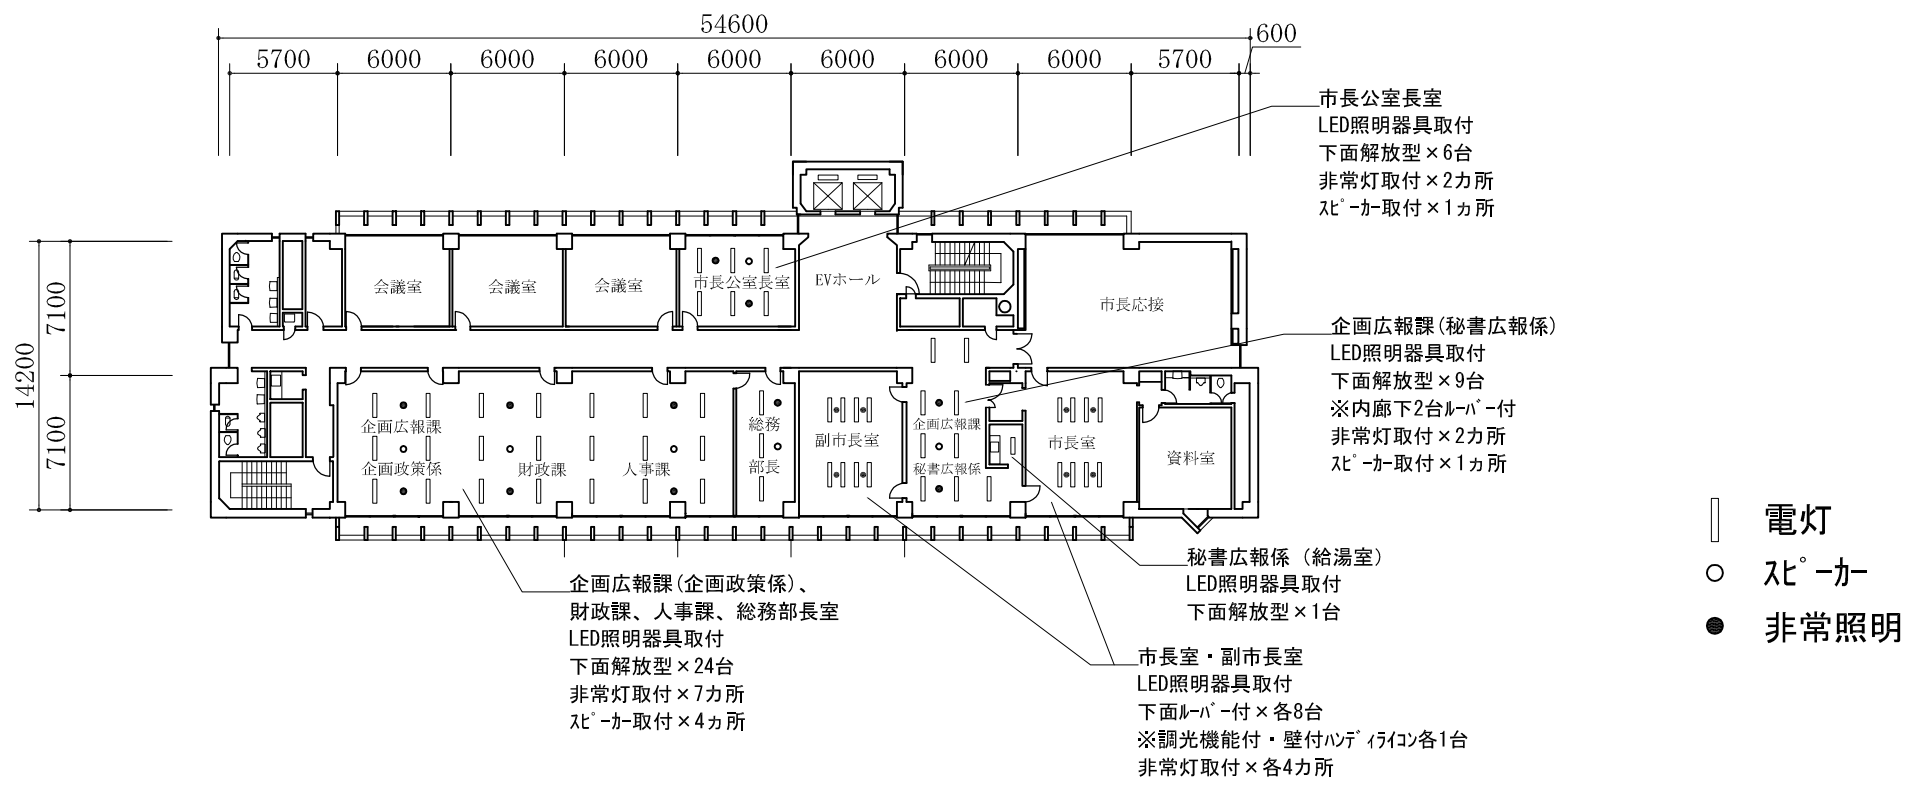 54600
600
5700 6000 6000 6000 6000 6000 6000 6000 5700
市長公室長室
LED照明器具取付
下面解放型×6台
非常灯取付×2カ所
ｽﾋﾟｰｶｰ取付×1ヵ所
14200
7100
7100
会議室
会議室
会議室
市長公室長室
EVホール
市長応接
企画広報課(秘書広報係)
LED照明器具取付
下面解放型×9台
※内廊下2台ﾙｰﾊﾞｰ付
非常灯取付×2カ所
ｽﾋﾟｰｶｰ取付×1ヵ所
企画広報課
企画政策係
財政課
人事課
総務
部長
副市長室
企画広報課
秘書広報係
市長室
資料室
電灯
ｽﾋﾟｰｶｰ
非常照明
秘書広報係（給湯室）
LED照明器具取付
下面解放型×1台
企画広報課(企画政策係)、
財政課、人事課、総務部長室
LED照明器具取付
下面解放型×24台
非常灯取付×7カ所
ｽﾋﾟｰｶｰ取付×4ヵ所
市長室・副市長室
LED照明器具取付
下面ﾙｰﾊﾞｰ付×各8台
※調光機能付・壁付ﾊﾝﾃﾞｨﾗｲｺﾝ各1台
非常灯取付×各4カ所